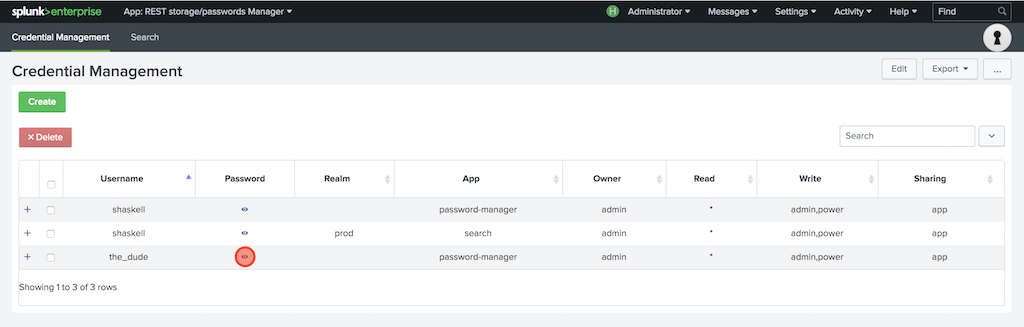 splunk>enterprise App: REST storage/passwords Manager Administrator Messages Settings Activity Help Find
Credential Management Search
Credential Management Edit Export ...
Create
Delete Search
Username Password Realm App Owner Read Write Sharing
+ shaskell password-manager admin * admin,power app
+ shaskell prod search admin * admin,power app
+ the_dude password-manager admin * admin,power app
Showing 1 to 3 of 3 rows